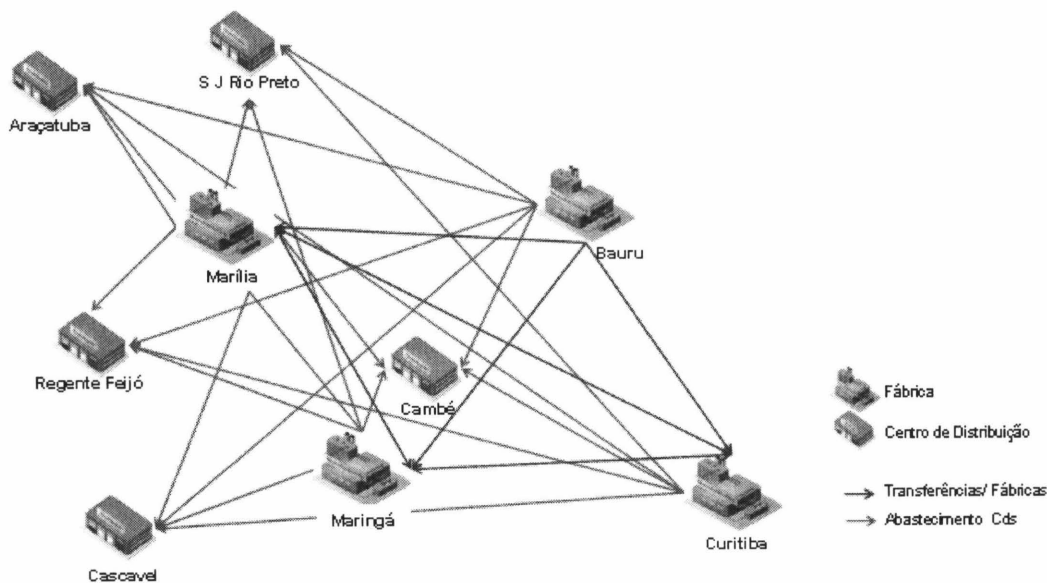 S J Rio Preto
Araçatuba
Bauru
Marília
Regente Feijó
Cambé
Fábrica
Centro de Distribuição
Transferências/ Fábricas
Abastecimento Cds
Maringá
Curitiba
Cascavel